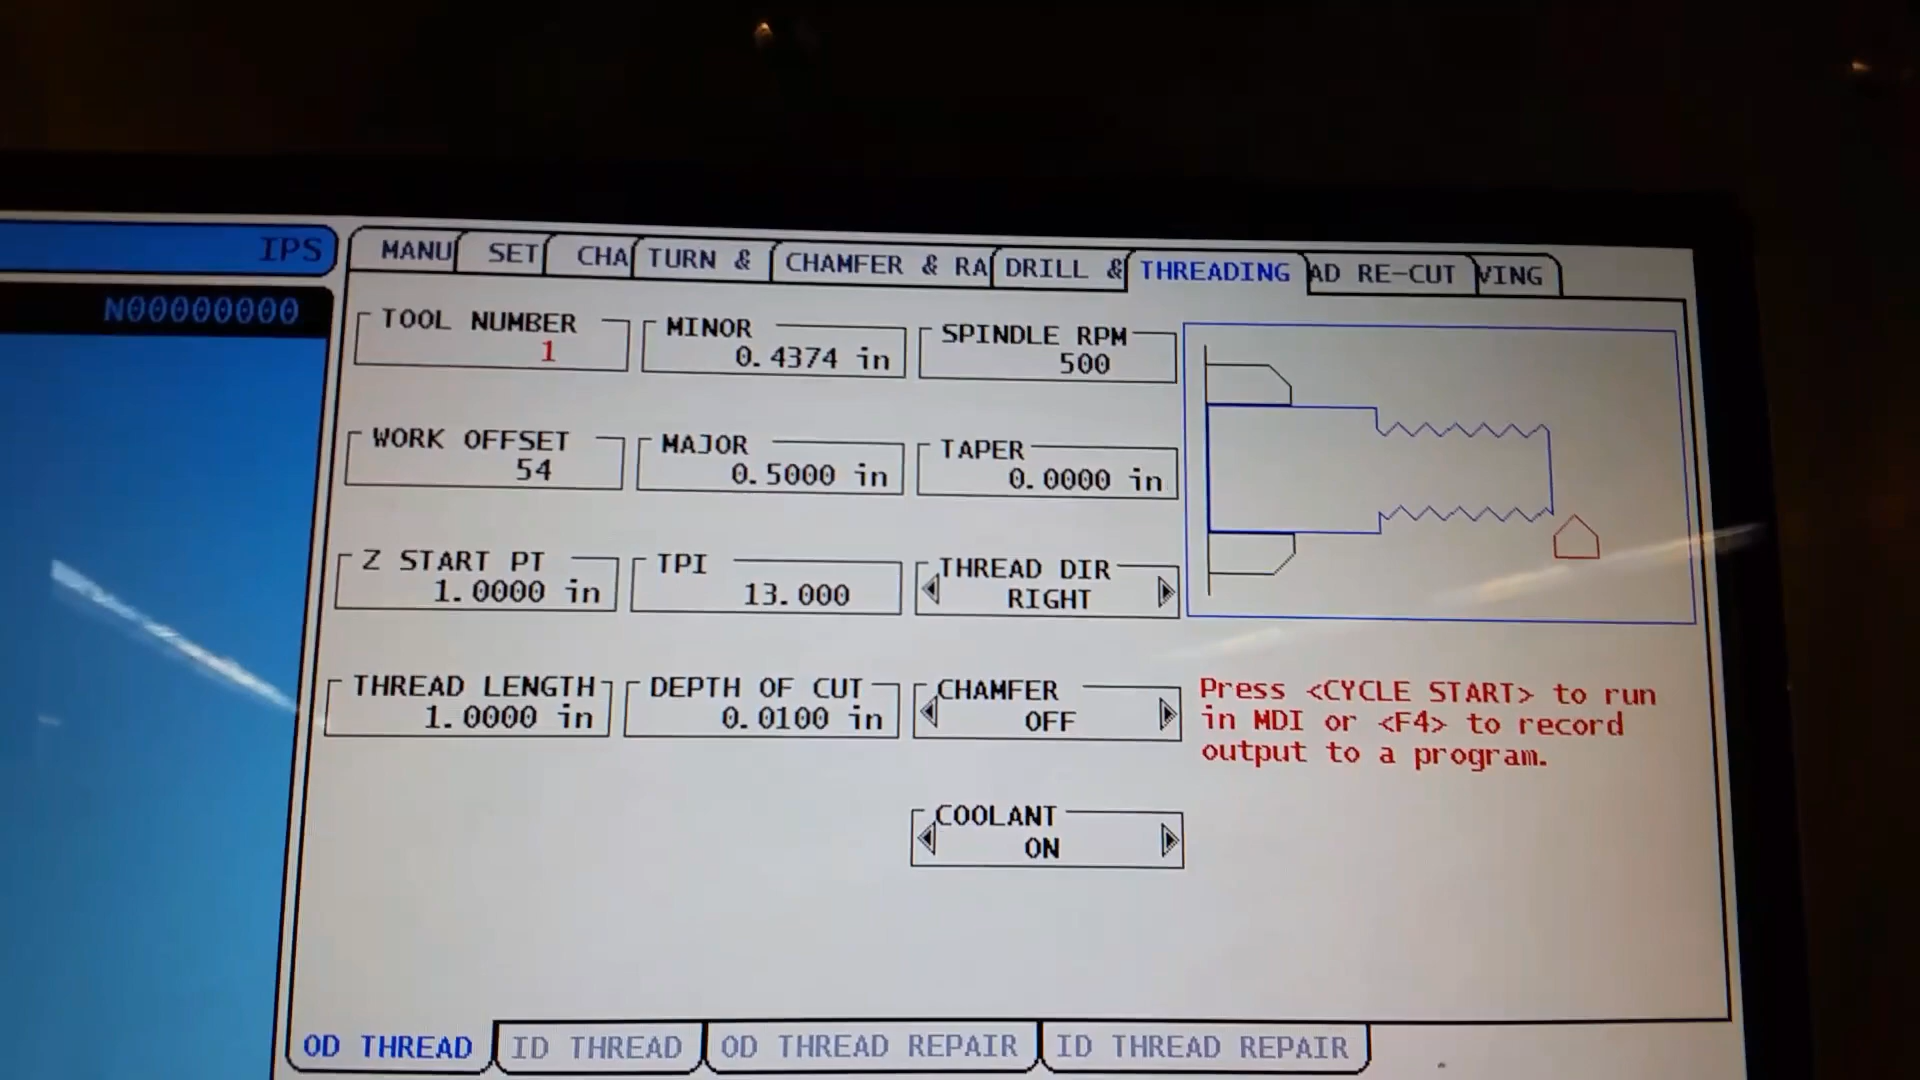 IPS
N00000000
MANU SET CHA TURN & CHAMFER & RA DRILL & THREADING AD RE-CUT VING
TOOL NUMBER
1
MINOR
0.4374 in
SPINDLE RPM
500
WORK OFFSET
54
MAJOR
0.5000 in
TAPER
0.0000 in
Z START PT
1.0000 in
TPI
13.000
THREAD DIR
RIGHT
THREAD LENGTH
1.0000 in
DEPTH OF CUT
0.0100 in
CHAMFER
OFF
COOLANT
ON
Press <CYCLE START> to run
in MDI or <F4> to record
output to a program.
OD THREAD ID THREAD OD THREAD REPAIR ID THREAD REPAIR